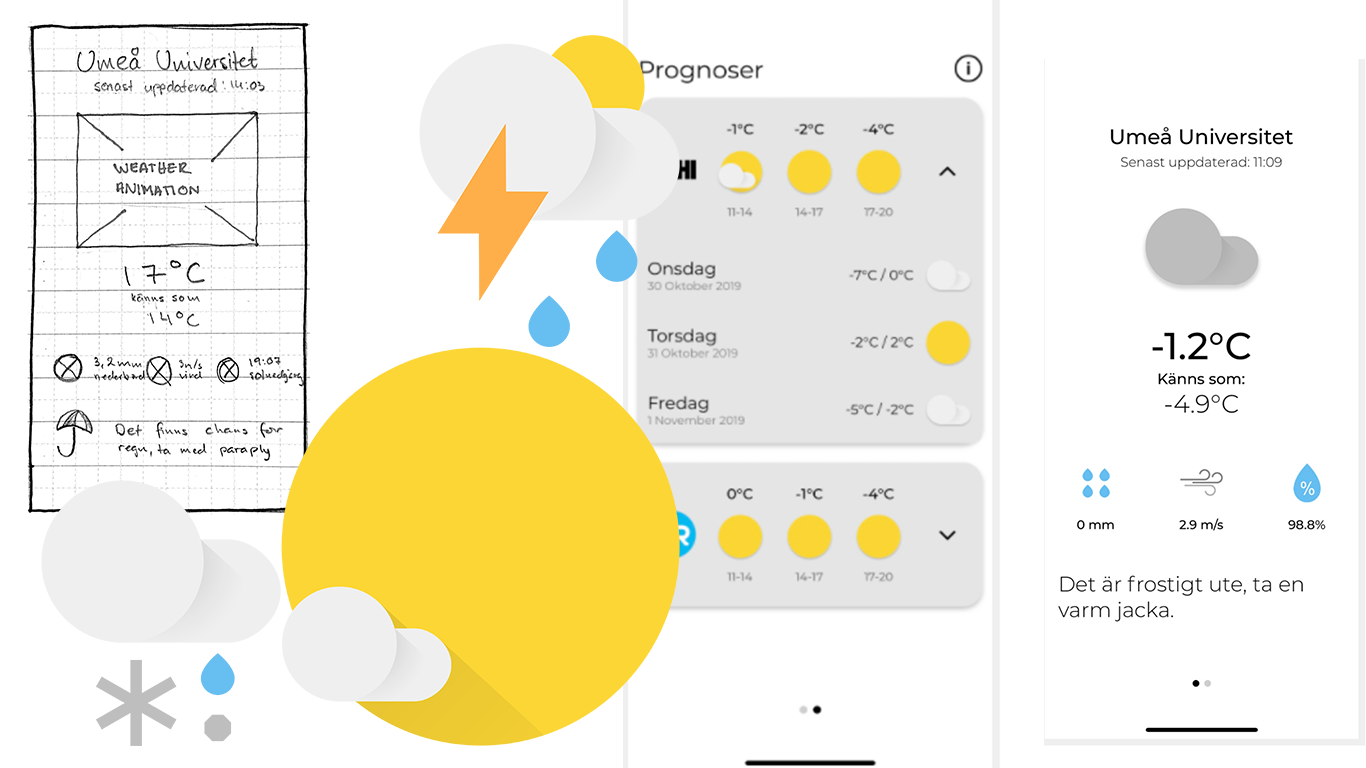 Umeå Universitet
senast uppdaterad: 14:03
WEATHER
ANIMATION
17°C
känns som
14°C
3,2mm
nederbörd
3m/s
vind
19:07
solnedgång
Det finns chans för
regn, ta med paraply
Prognoser
-1°C -2°C -4°C
HI
11-14 14-17 17-20
Onsdag
30 Oktober 2019
-7°C / 0°C
Torsdag
31 Oktober 2019
-2°C / 2°C
Fredag
1 November 2019
-5°C / -2°C
0°C -1°C -4°C
R
11-14 14-17 17-20
Umeå Universitet
Senast uppdaterad: 11:09
-1.2°C
Känns som:
-4.9°C
%
0 mm 2.9 m/s 98.8%
Det är frostigt ute, ta en
varm jacka.